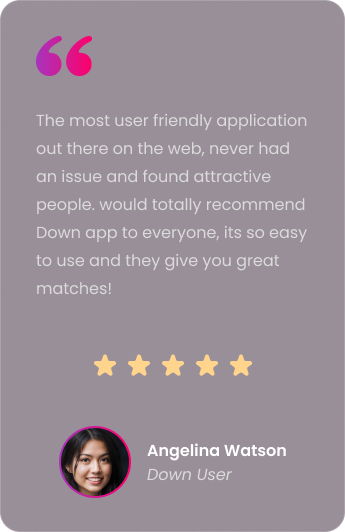 The most user friendly application
out there on the web, never had
an issue and found attractive
people. would totally recommend
Down app to everyone, its so easy
to use and they give you great
matches!
Angelina Watson
Down User